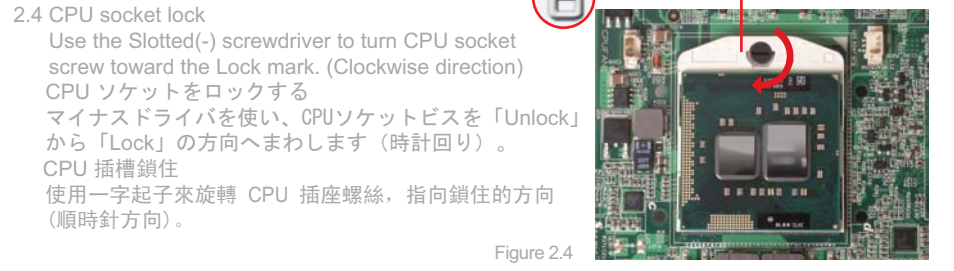 2.4 CPU socket lock
Use the Slotted(-) screwdriver to turn CPU socket
screw toward the Lock mark. (Clockwise direction)
CPU ソケットをロックする
マイナスドライバを使い、CPUソケットビスを「Unlock」
から「Lock」の方向へまわします（時計回り）。
CPU 插槽鎖住
使用一字起子來旋轉 CPU 插座螺絲，指向鎖住的方向
(順時針方向)。
Figure 2.4